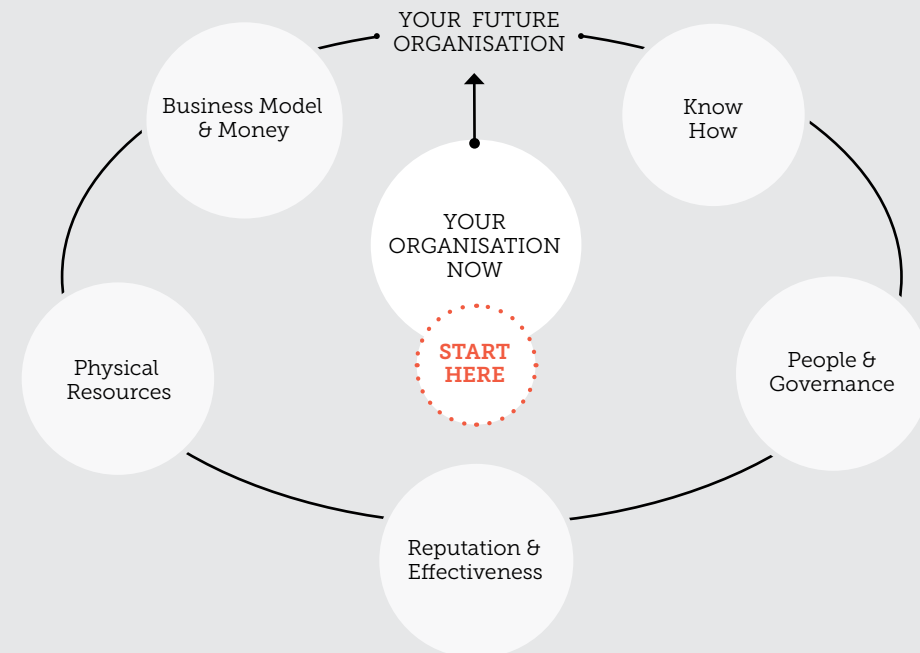 YOUR FUTURE
ORGANISATION
Business Model
& Money
Know
How
YOUR
ORGANISATION
NOW
START
HERE
Physical
Resources
People &
Governance
Reputation &
Effectiveness